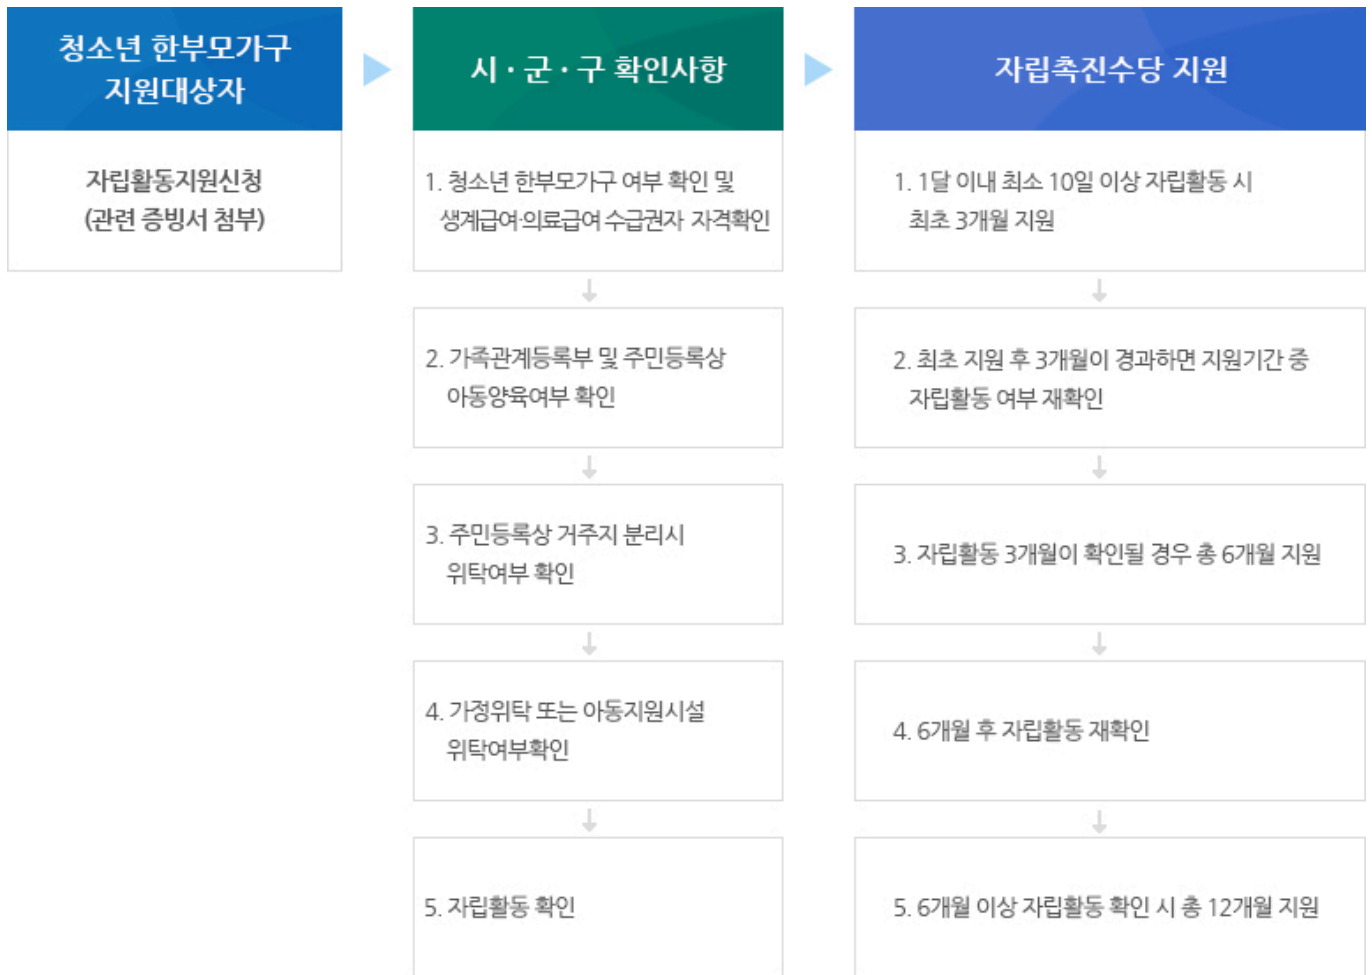 청소년 한부모가구
지원대상자
자립활동지원신청
(관련 증빙서 첨부)
시·군·구 확인사항
1. 청소년 한부모가구 여부 확인 및
생계급여·의료급여 수급권자 자격확인
2. 가족관계등록부 및 주민등록상
아동양육여부 확인
3. 주민등록상 거주지 분리시
위탁여부 확인
4. 가정위탁 또는 아동지원시설
위탁여부확인
5. 자립활동 확인
자립촉진수당 지원
1. 1달 이내 최소 10일 이상 자립활동 시
최초 3개월 지원
2. 최초 지원 후 3개월이 경과하면 지원기간 중
자립활동 여부 재확인
3. 자립활동 3개월이 확인될 경우 총 6개월 지원
4. 6개월 후 자립활동 재확인
5. 6개월 이상 자립활동 확인 시 총 12개월 지원